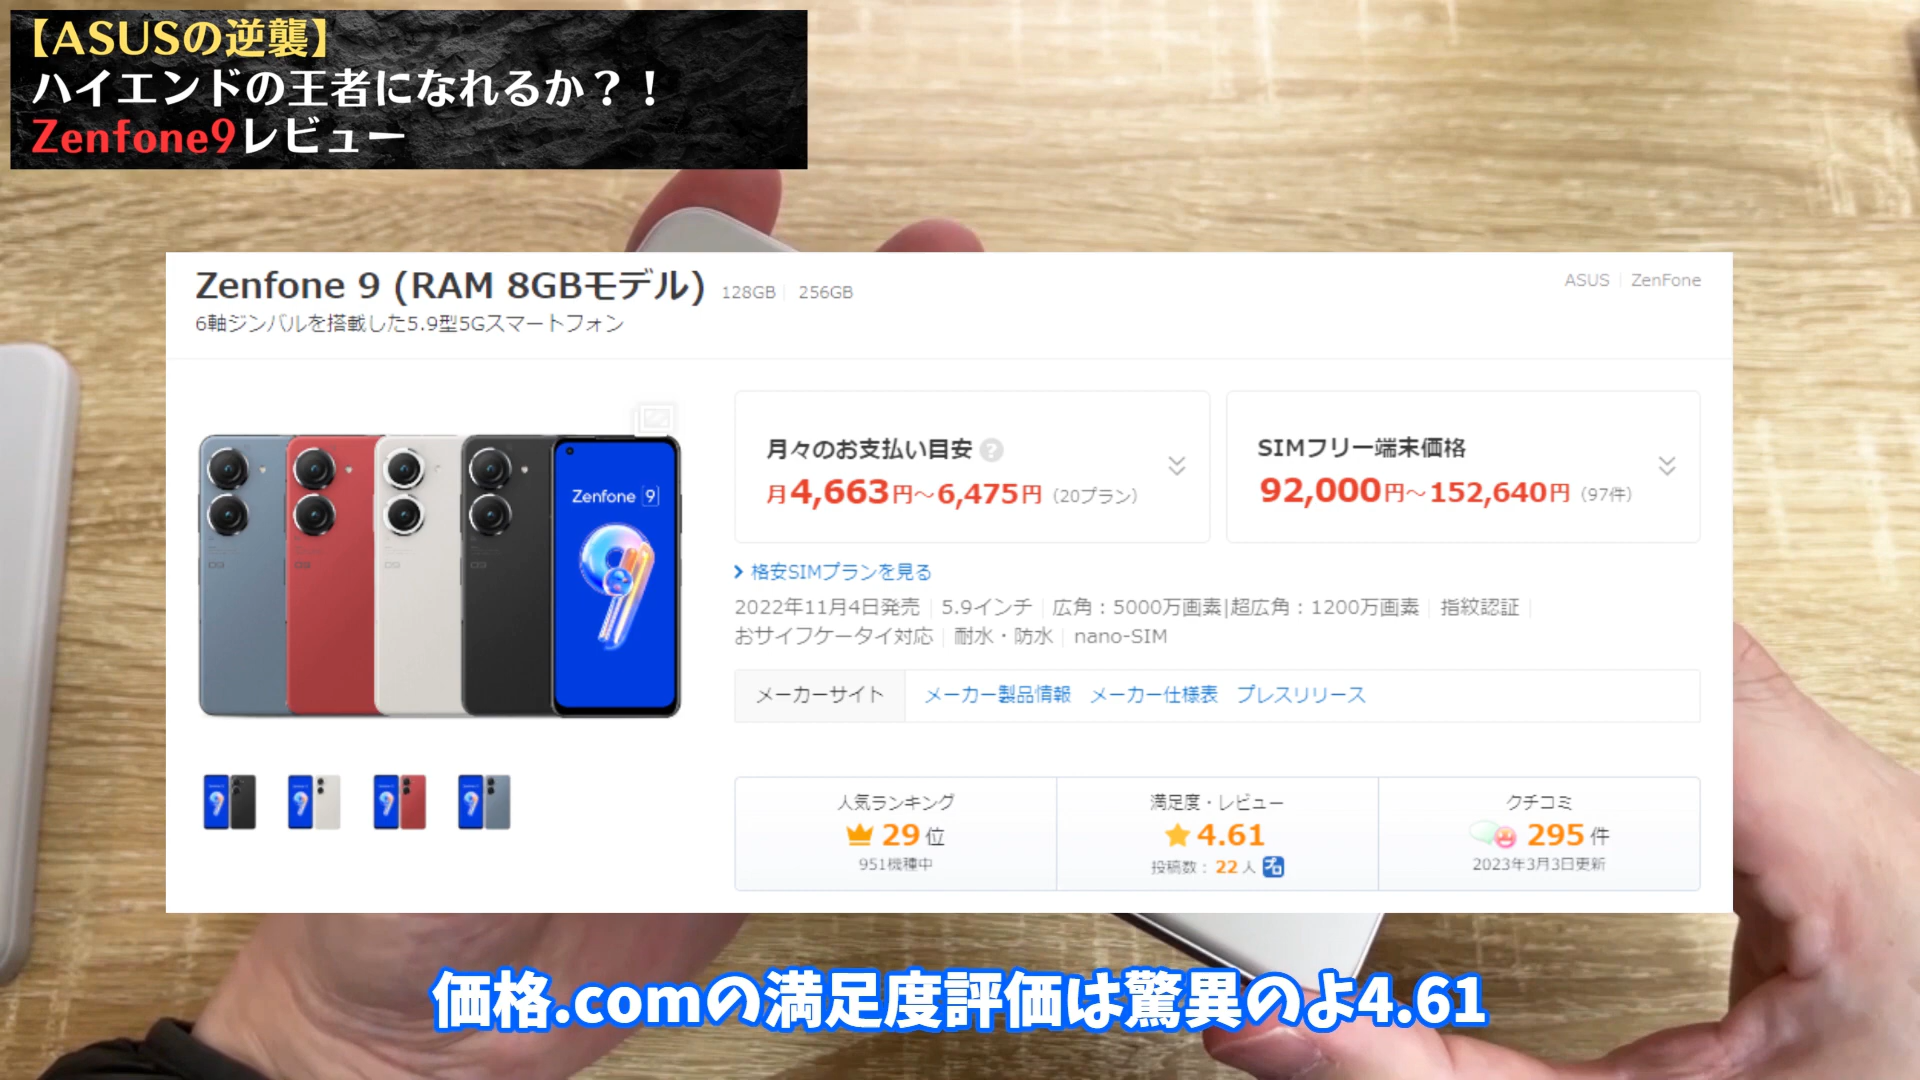 【ASUSの逆襲】
ハイエンドの王者になれるか？！
Zenfone9レビュー
Zenfone 9 (RAM 8GBモデル) 128GB 256GB
ASUS ZenFone
6軸ジンバルを搭載した5.9型5Gスマートフォン
月々のお支払い目安 ?
月4,663円～6,475円（20プラン）
SIMフリー端末価格
92,000円～152,640円（97件）
Zenfone 9
9
格安SIMプランを見る
2022年11月4日発売 5.9インチ 広角：5000万画素|超広角：1200万画素 指紋認証
おサイフケータイ対応 耐水・防水 nano-SIM
メーカーサイト メーカー製品情報 メーカー仕様表 プレスリリース
人気ランキング
29位
951機種中
満足度・レビュー
4.61
投稿数：22人 プロ
クチコミ
295件
2023年3月3日更新
価格.comの満足度評価は驚異のよ4.61